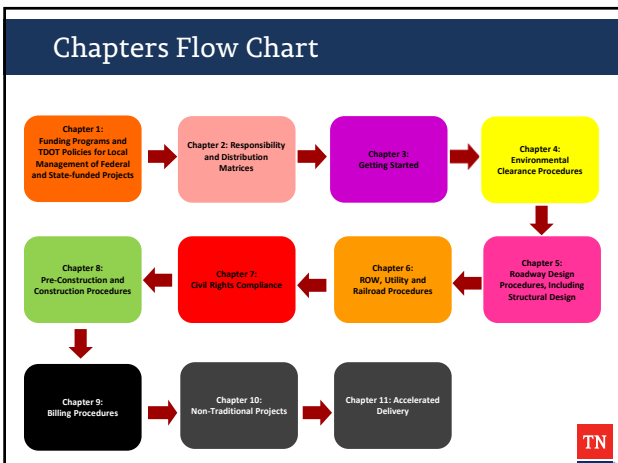 Chapters Flow Chart
Chapter 1:
Funding Programs and
TDOT Policies for Local
Management of Federal
and State-funded Projects
Chapter 2: Responsibility
and Distribution
Matrices
Chapter 3:
Getting Started
Chapter 4:
Environmental
Clearance Procedures
Chapter 8:
Pre-Construction and
Construction Procedures
Chapter 7:
Civil Rights Compliance
Chapter 6:
ROW, Utility and
Railroad Procedures
Chapter 5:
Roadway Design
Procedures, Including
Structural Design
Chapter 9:
Billing Procedures
Chapter 10:
Non-Traditional Projects
Chapter 11: Accelerated
Delivery
TN